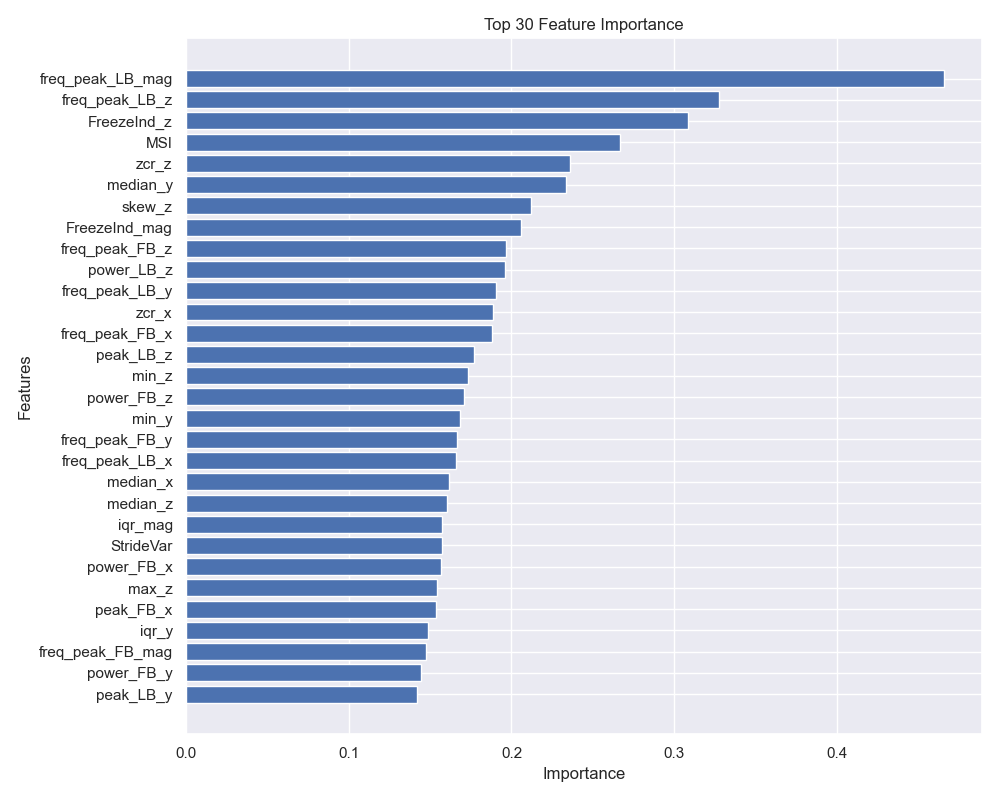 Top 30 Feature Importance
freq_peak_LB_mag
freq_peak_LB_z
FreezeInd_z
MSI
zcr_z
median_y
skew_z
FreezeInd_mag
freq_peak_FB_z
power_LB_z
freq_peak_LB_y
zcr_x
freq_peak_FB_x
peak_LB_z
min_z
power_FB_z
min_y
freq_peak_FB_y
freq_peak_LB_x
median_x
median_z
iqr_mag
StrideVar
power_FB_x
max_z
peak_FB_x
iqr_y
freq_peak_FB_mag
power_FB_y
peak_LB_y
Features
0.0 0.1 0.2 0.3 0.4
Importance